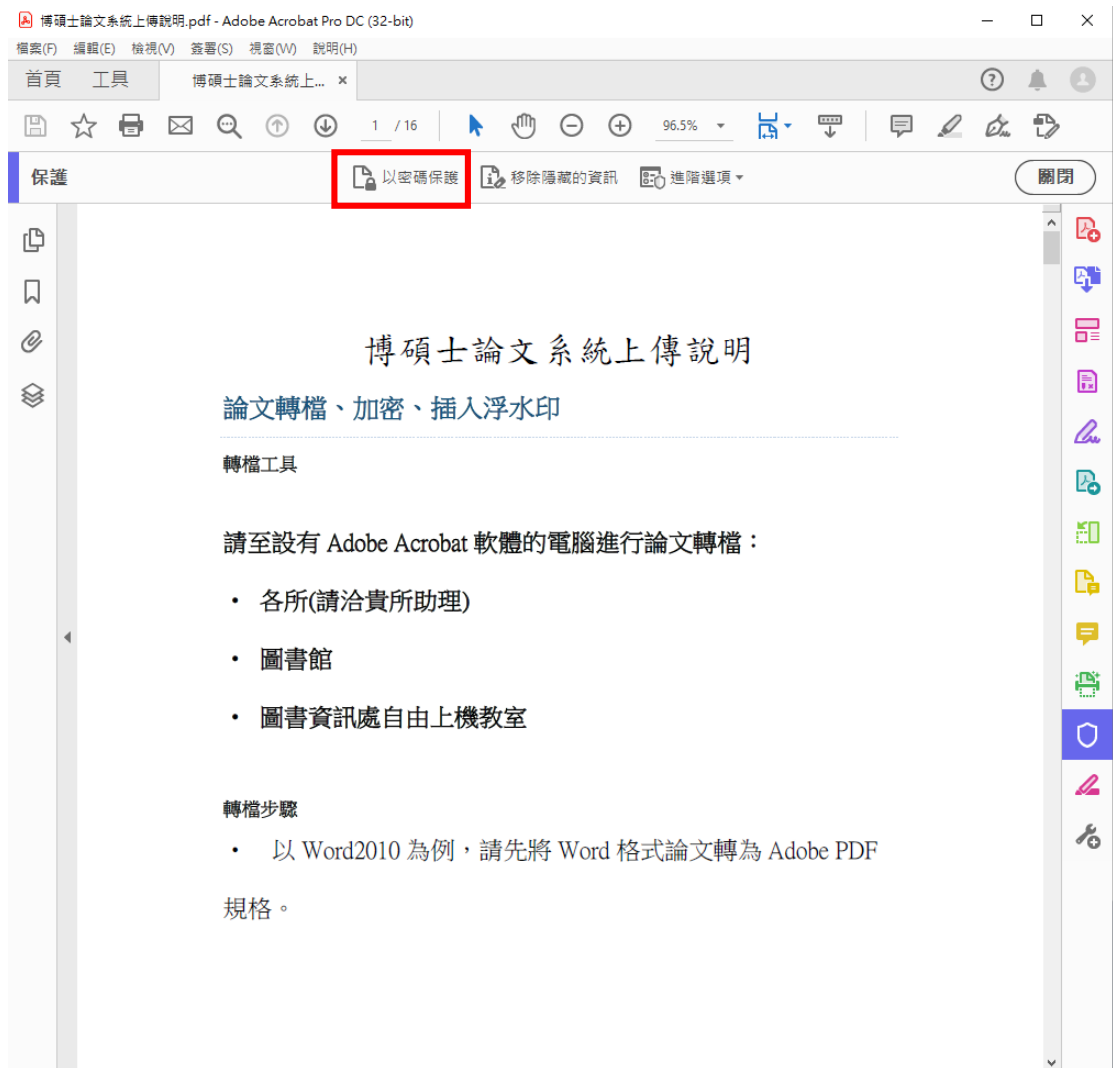 博碩士論文系統上傳說明.pdf - Adobe Acrobat Pro DC (32-bit)
檔案(F) 編輯(E) 檢視(V) 簽署(S) 視窗(W) 說明(H)
首頁 工具 博碩士論文系統上... ×
1 / 16 96.5%
保護 以密碼保護 移除隱藏的資訊 進階選項 關閉
博碩士論文系統上傳說明
論文轉檔、加密、插入浮水印
轉檔工具
請至設有 Adobe Acrobat 軟體的電腦進行論文轉檔：
• 各所(請洽貴所助理)
• 圖書館
• 圖書資訊處自由上機教室
轉檔步驟
• 以 Word2010 為例，請先將 Word 格式論文轉為 Adobe PDF
規格。